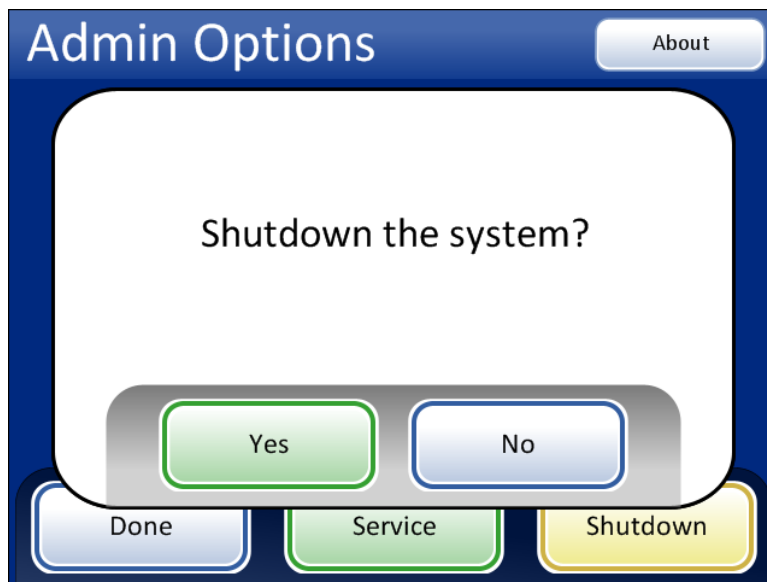 Admin Options
About
Shutdown the system?
Yes
No
Done
Service
Shutdown